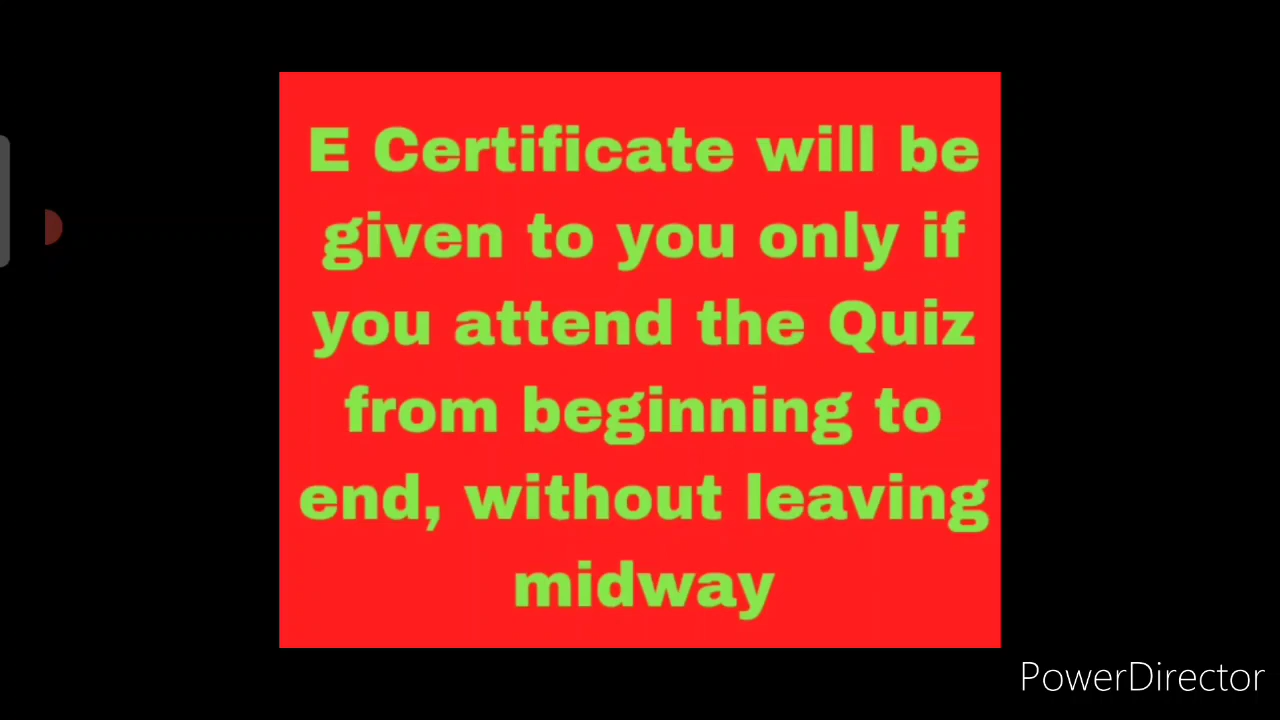 E Certificate will be
given to you only if
you attend the Quiz
from beginning to
end, without leaving
midway
PowerDirector